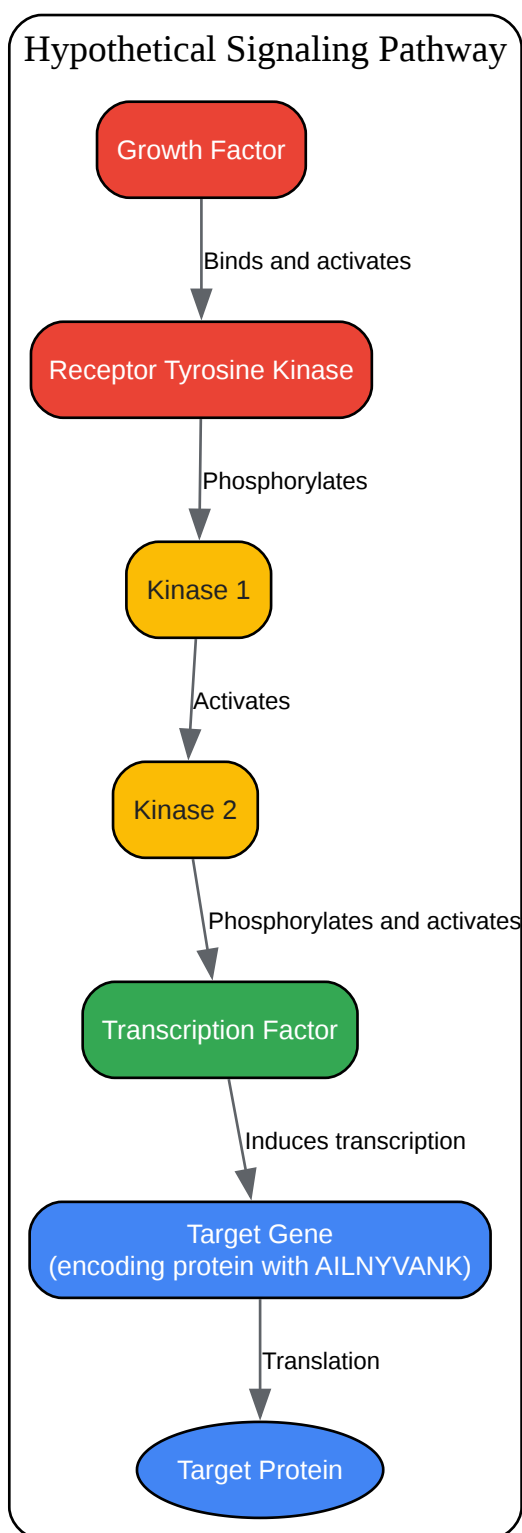 Hypothetical Signaling Pathway
Growth Factor
Binds and activates
Receptor Tyrosine Kinase
Phosphorylates
Kinase 1
Activates
Kinase 2
Phosphorylates and activates
Transcription Factor
Induces transcription
Target Gene
(encoding protein with AILNYVANK)
Translation
Target Protein